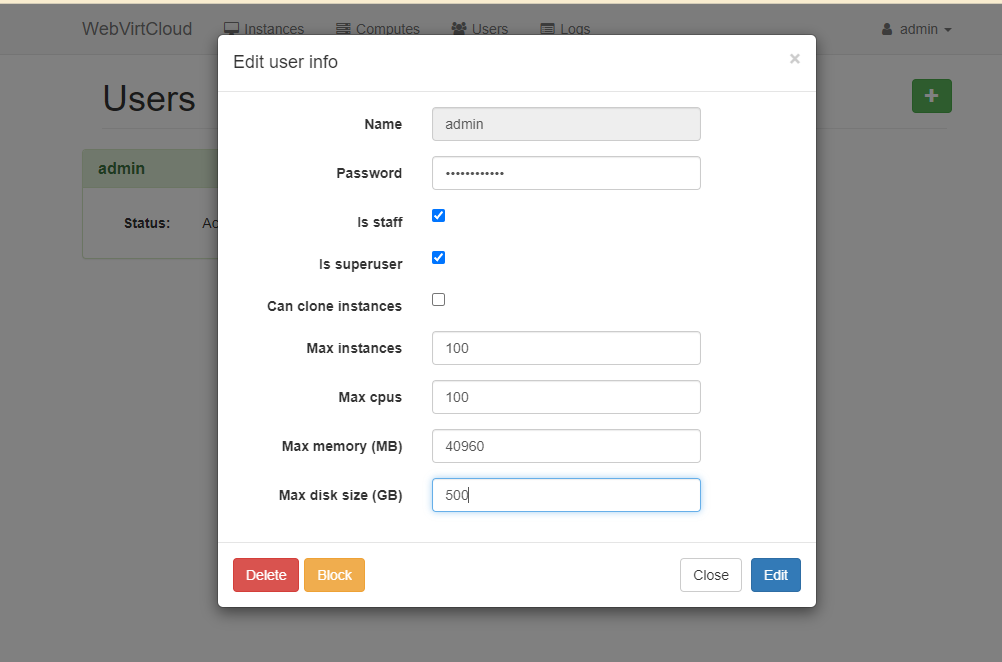 WebVirtCloud Instances Computes Users Logs admin
Edit user info ×
Users
Name admin
Password ••••••••••••
admin
Is staff
Status:
Is superuser
Can clone instances
Max instances 100
Max cpus 100
Max memory (MB) 40960
Max disk size (GB) 500
Delete Block Close Edit